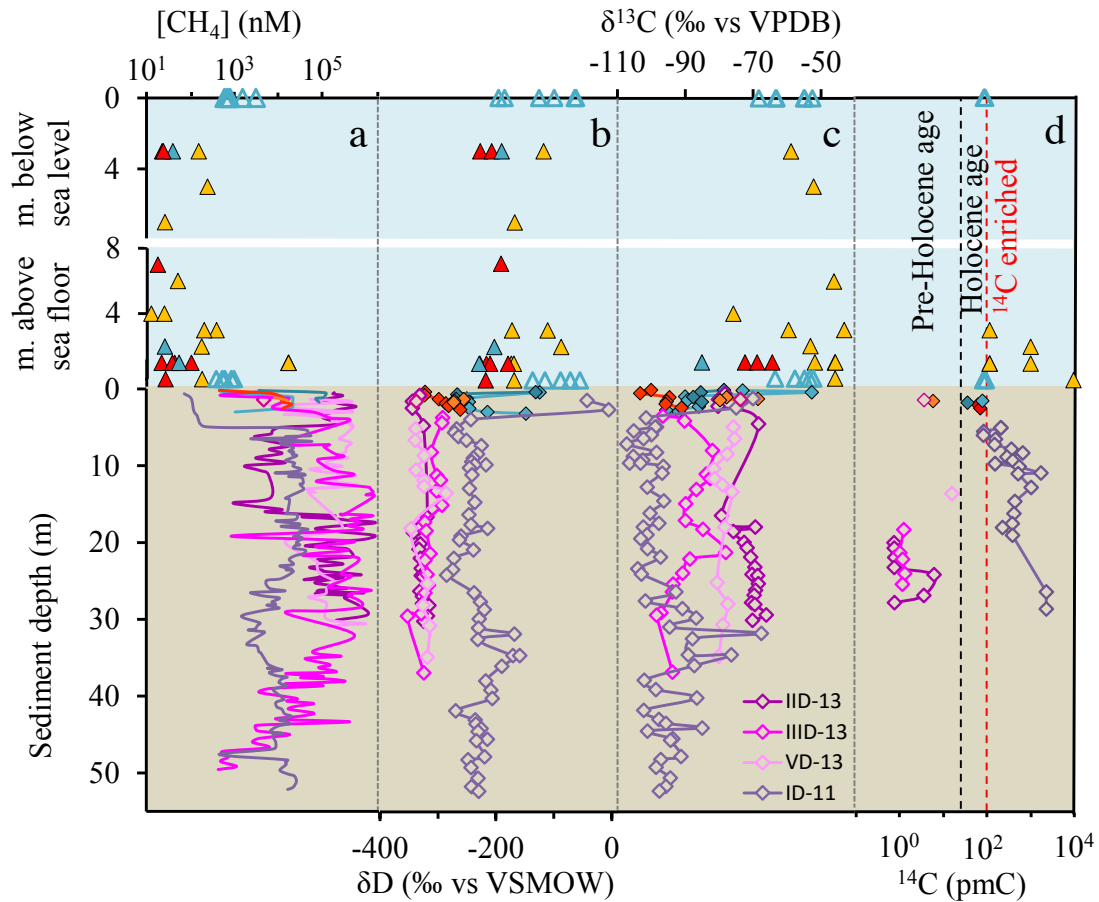 [CH₄] (nM)
δ¹³C (‰ vs VPDB)
10¹ 10³ 10⁵
-110 -90 -70 -50
a b c d
0
4
m. below
sea level
8
4
0
m. above
sea floor
Pre-Holocene age
Holocene age
¹⁴C enriched
10
20
30
40
50
Sediment depth (m)
IID-13
IIID-13
VD-13
ID-11
-400 -200 0
10⁰ 10² 10⁴
δD (‰ vs VSMOW)
¹⁴C (pmC)